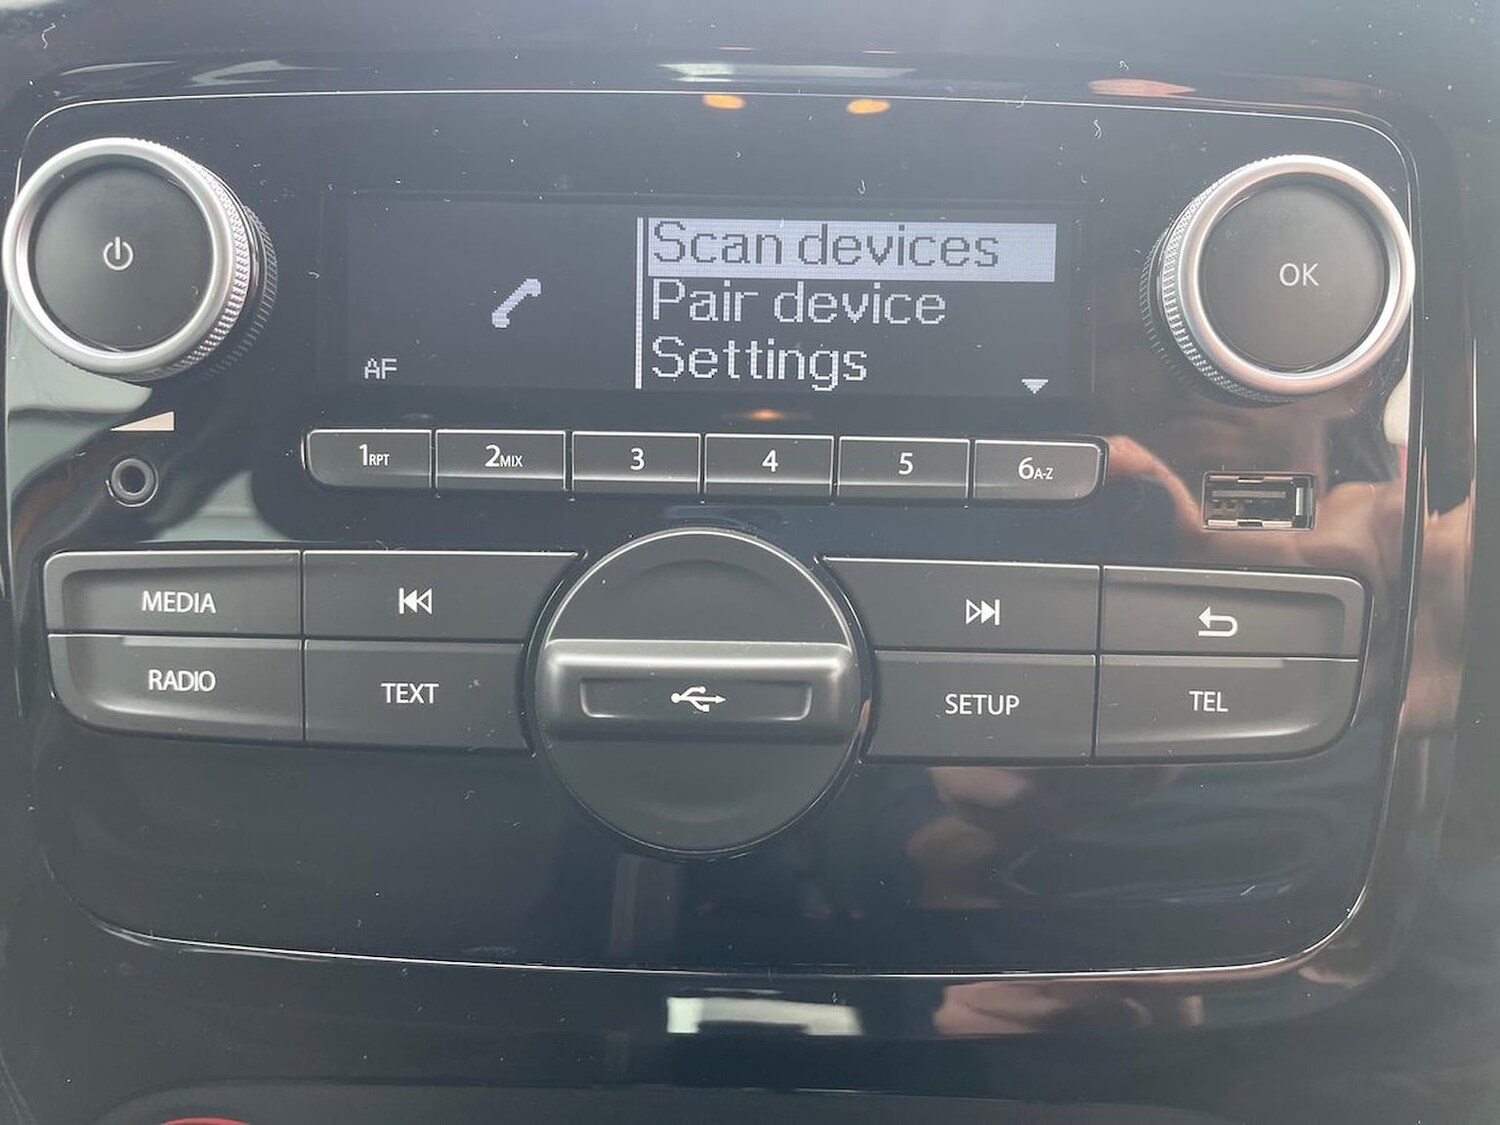 Scan devices
Pair device
Settings
AF
OK
1RPT
2MIX
3
4
5
6A-Z
MEDIA
RADIO
TEXT
SETUP
TEL